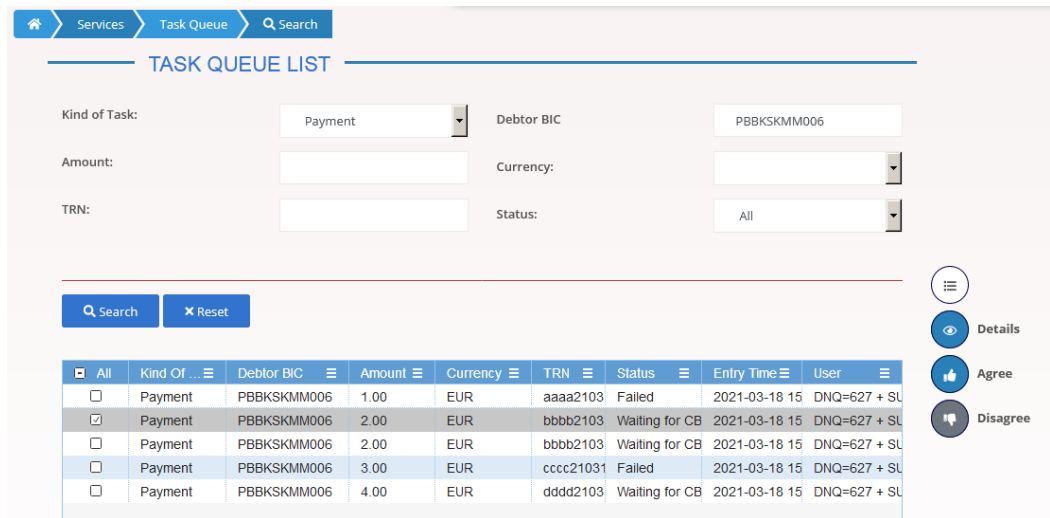 Services Task Queue Search
TASK QUEUE LIST
Kind of Task: Payment Debtor BIC PBBKSKMM006
Amount: Currency:
TRN: Status: All
Search Reset
Details
Agree
Disagree
All Kind Of ... Debtor BIC Amount Currency TRN Status Entry Time User
Payment PBBKSKMM006 1.00 EUR aaaa2103 Failed 2021-03-18 15 DNQ=627 + SU
Payment PBBKSKMM006 2.00 EUR bbbb2103 Waiting for CB 2021-03-18 15 DNQ=627 + SU
Payment PBBKSKMM006 2.00 EUR bbbb2103 Waiting for CB 2021-03-18 15 DNQ=627 + SU
Payment PBBKSKMM006 3.00 EUR cccc21031 Failed 2021-03-18 15 DNQ=627 + SU
Payment PBBKSKMM006 4.00 EUR dddd2103 Waiting for CB 2021-03-18 15 DNQ=627 + SU